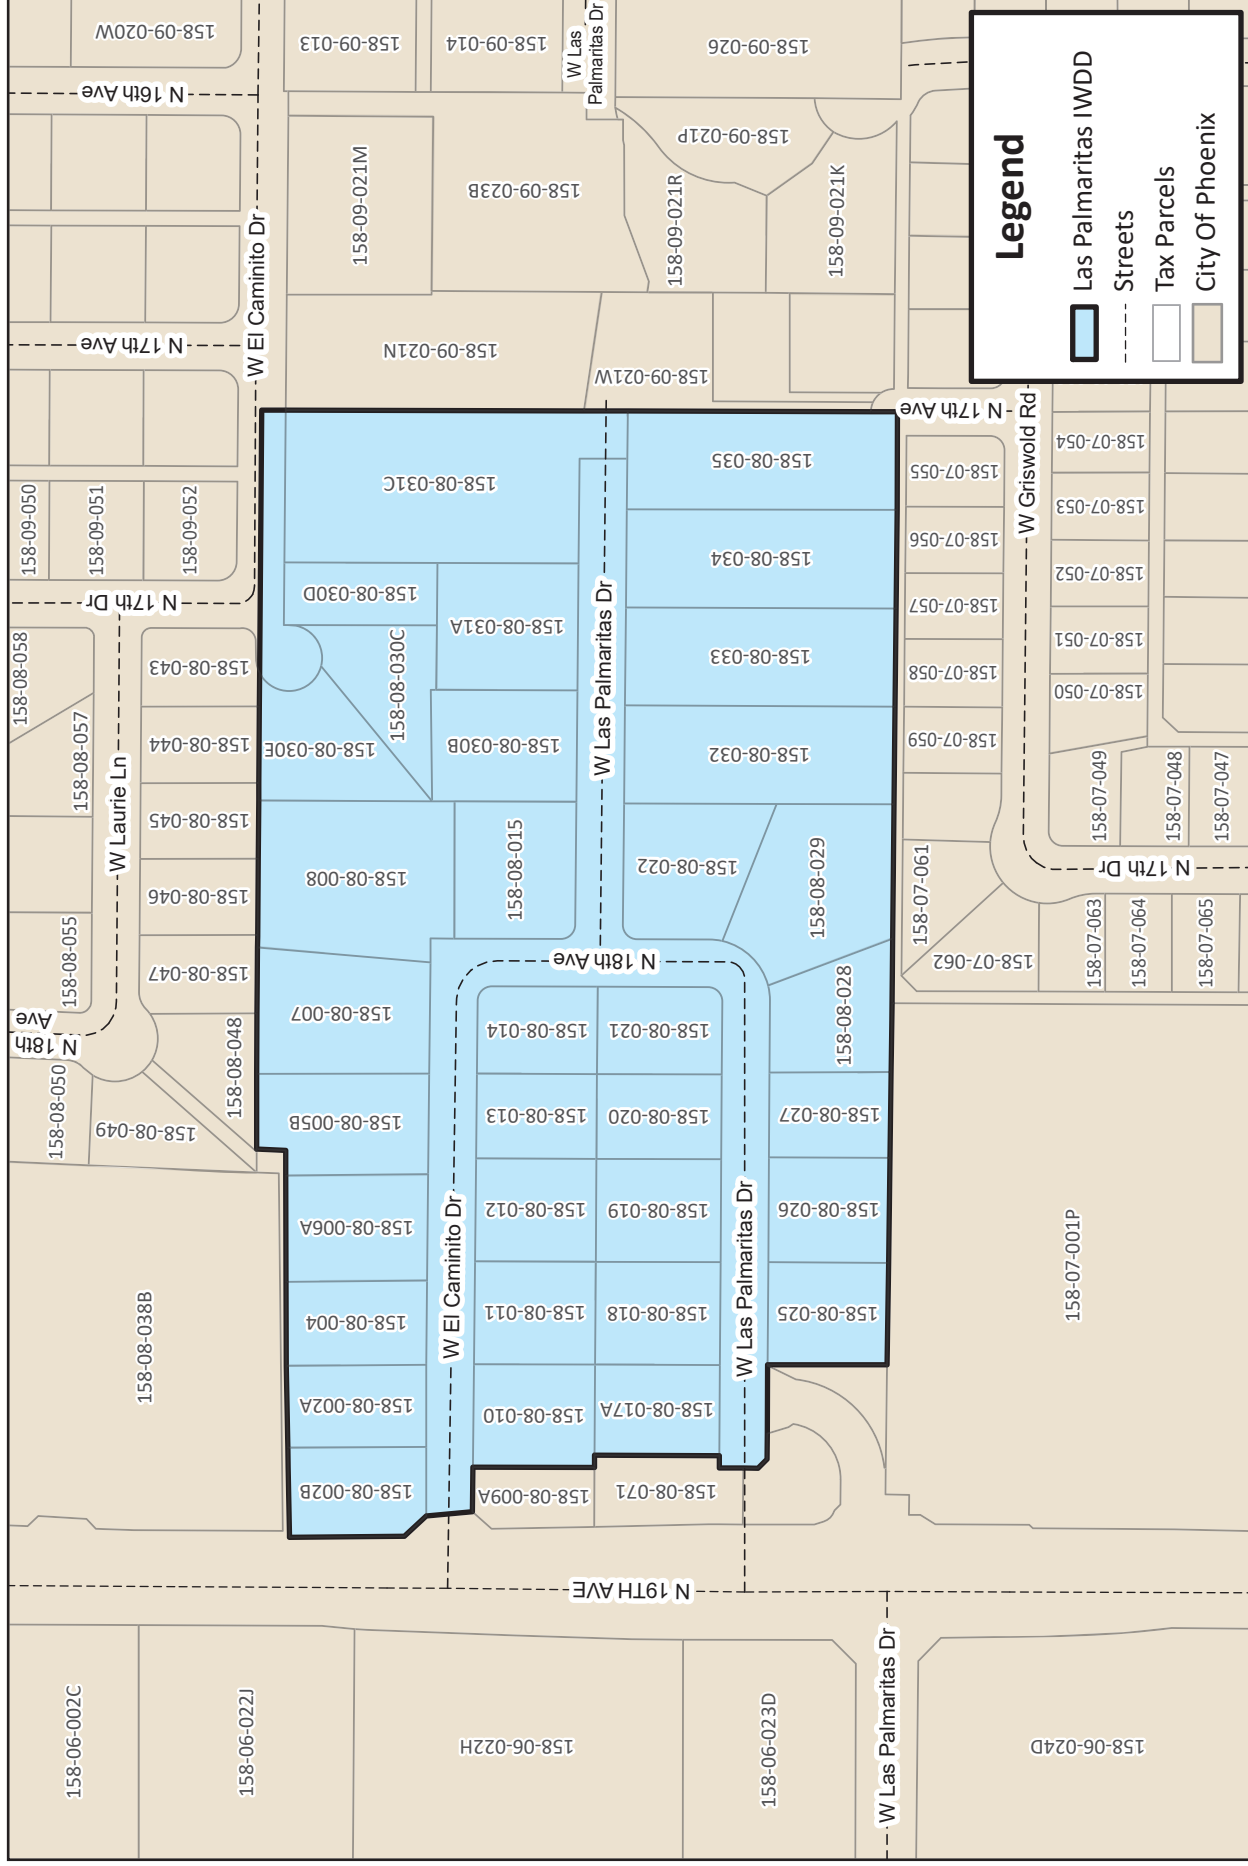 158-09-020W
158-09-013
158-09-014
W Las
Palmaritas Dr
158-09-026
N 16th Ave
158-09-021M
158-09-023B
158-09-021P
158-09-021R
158-09-021K
W El Caminito Dr
N 17th Ave
158-09-021N
158-09-021W
N 17th Ave
Legend
Las Palmaritas IWDD
Streets
Tax Parcels
City Of Phoenix
158-09-050
158-09-051
158-09-052
158-08-031C
158-08-035
158-07-055
W Griswold Rd
158-07-054
158-07-053
158-08-034
158-07-056
158-07-052
N 17th Dr
158-08-030D
158-08-031A
W Las Palmaritas Dr
158-07-057
158-07-051
158-08-058
158-08-043
158-08-030C
158-08-033
158-07-058
158-07-050
158-08-057
158-08-044
158-08-030E
158-08-030B
158-08-032
158-07-059
158-07-049
158-07-048
158-07-047
W Laurie Ln
158-08-045
158-08-008
158-08-015
158-08-022
158-08-029
158-07-061
N 17th Dr
158-08-046
158-08-055
158-08-047
N 18th Ave
158-07-062
158-07-063
158-07-064
158-07-065
N 18th
Ave
158-08-007
158-08-014
158-08-021
158-08-028
158-08-050
158-08-048
158-08-049
158-08-005B
158-08-013
158-08-020
158-08-027
158-08-006A
W El Caminito Dr
158-08-012
158-08-019
W Las Palmaritas Dr
158-08-026
158-07-001P
158-08-038B
158-08-004
158-08-011
158-08-018
158-08-025
158-08-002A
158-08-010
158-08-017A
158-08-002B
158-08-009A
158-08-071
N 19TH AVE
158-06-002C
158-06-022J
158-06-022H
158-06-023D
W Las Palmaritas Dr
158-06-024D